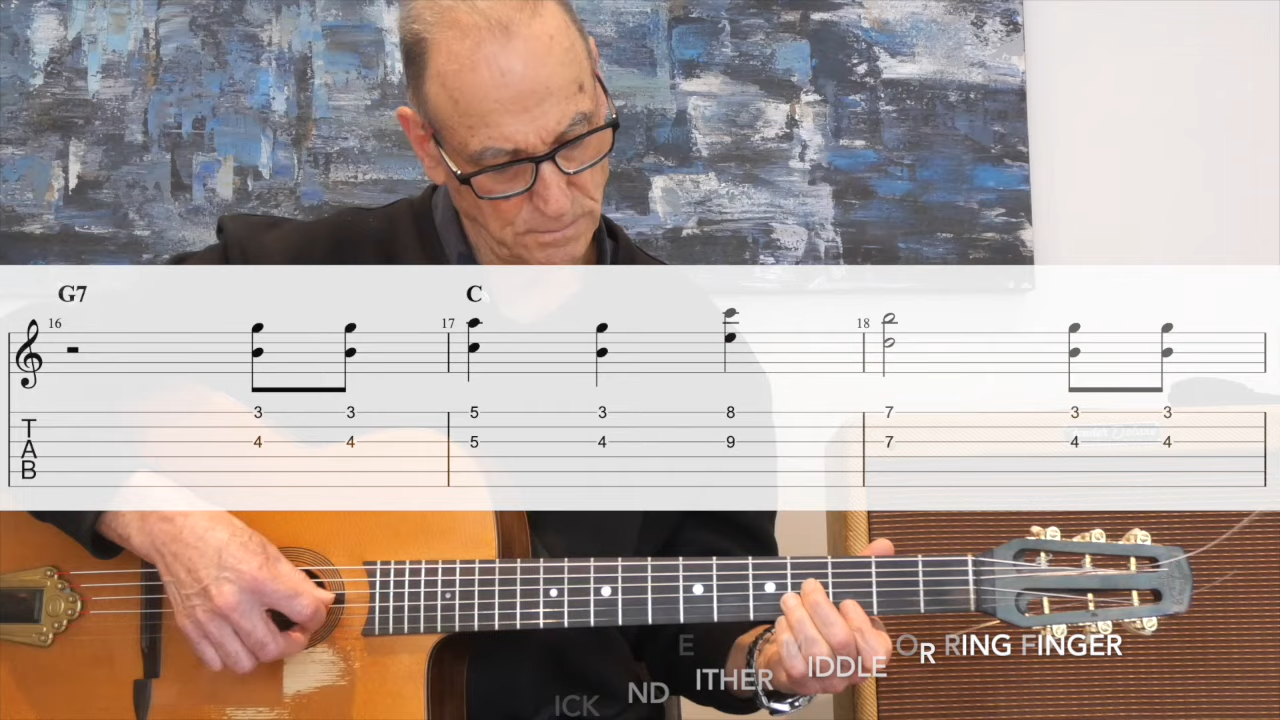 G7 C
16 17 18
T 3 3 5 3 8 7 3 3
A 4 4 5 4 9 7 4 4
B
E OR RING FINGER
ITHER IDDLE
ND
ICK